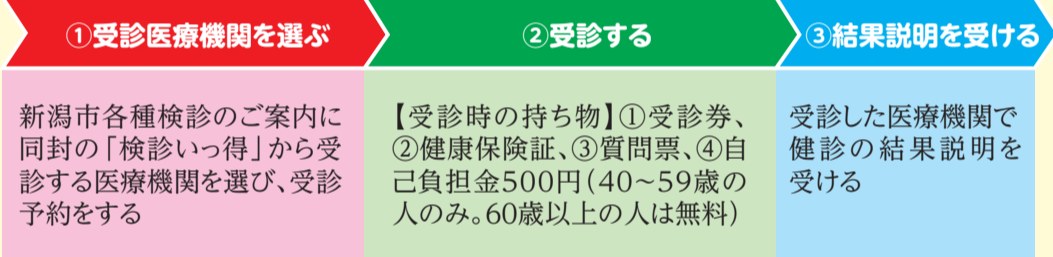 ①受診医療機関を選ぶ
新潟市各種検診のご案内に
同封の「検診いっ得」から受
診する医療機関を選び、受診
予約をする
②受診する
【受診時の持ち物】①受診券、
②健康保険証、③質問票、④自
己負担金500円(40~59歳の
人のみ。60歳以上の人は無料)
③結果説明を受ける
受診した医療機関で
健診の結果説明を
受ける